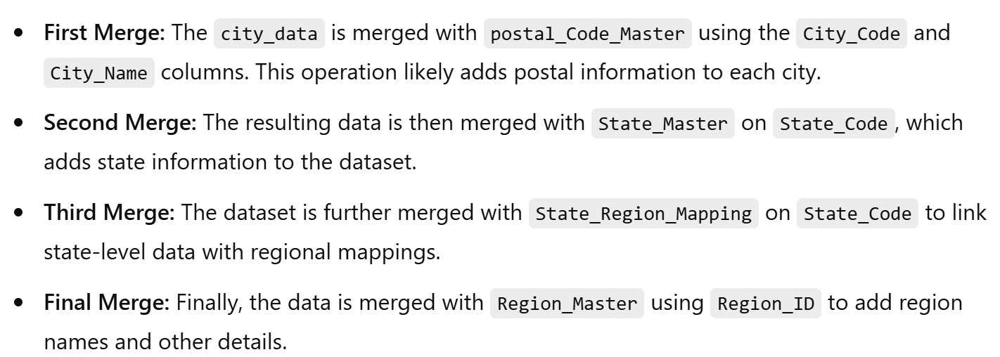 • First Merge: The city_data is merged with postal_Code_Master using the City_Code and
City_Name columns. This operation likely adds postal information to each city.
• Second Merge: The resulting data is then merged with State_Master on State_Code, which
adds state information to the dataset.
• Third Merge: The dataset is further merged with State_Region_Mapping on State_Code to link
state-level data with regional mappings.
• Final Merge: Finally, the data is merged with Region_Master using Region_ID to add region
names and other details.